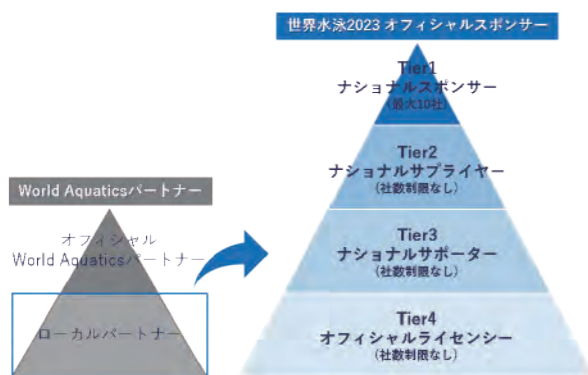 世界水泳2023 オフィシャルスポンサー
Tier1
ナショナルスポンサー
(最大10社)
Tier2
ナショナルサプライヤー
(社数制限なし)
Tier3
ナショナルサポーター
(社数制限なし)
Tier4
オフィシャルライセンシー
(社数制限なし)
World Aquaticsパートナー
オフィシャル
World Aquaticsパートナー
ローカルパートナー